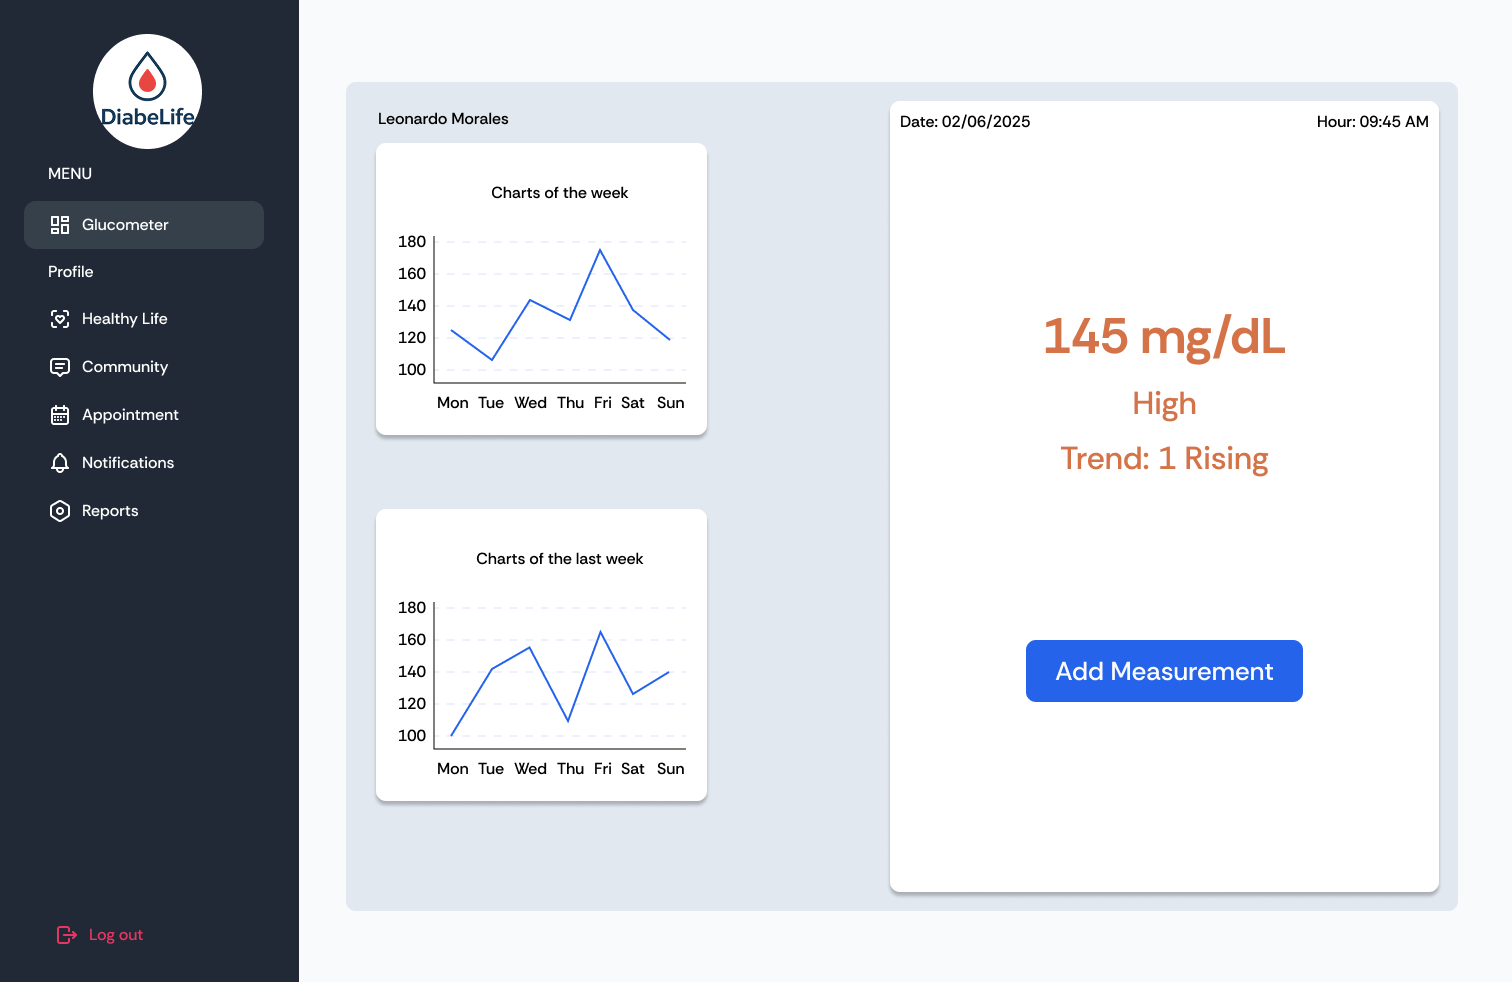 DiabeLife
MENU
Glucometer
Profile
Healthy Life
Community
Appointment
Notifications
Reports
Log out
Leonardo Morales
Charts of the week
180
160
140
120
100
Mon Tue Wed Thu Fri Sat Sun
Charts of the last week
180
160
140
120
100
Mon Tue Wed Thu Fri Sat Sun
Date: 02/06/2025 Hour: 09:45 AM
145 mg/dL
High
Trend: 1 Rising
Add Measurement